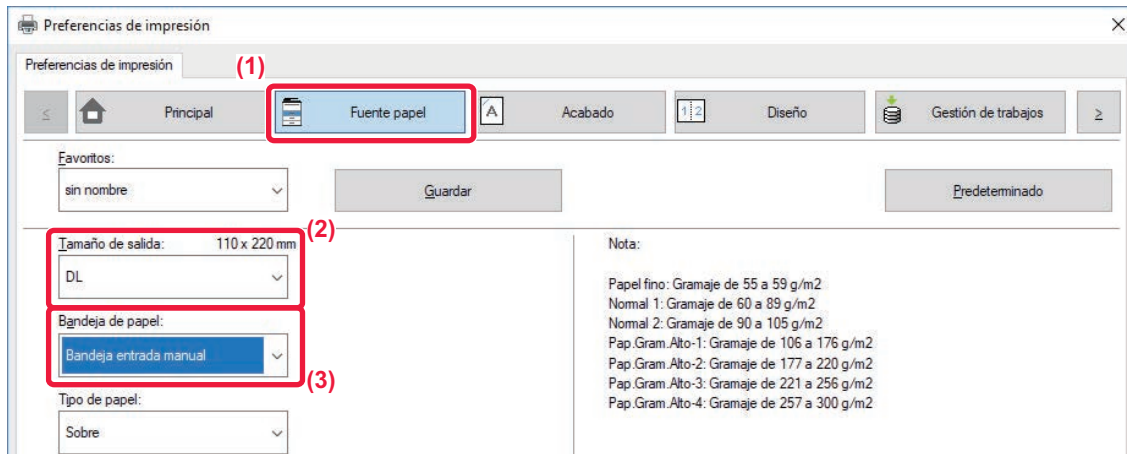 Preferencias de impresión
Preferencias de impresión
(1)
≤ Principal Fuente papel A Acabado 1 2 Diseño Gestión de trabajos ≥
Favoritos:
sin nombre Guardar Predeterminado
Tamaño de salida: 110 x 220 mm
(2)
DL
Bandeja de papel:
Bandeja entrada manual
(3)
Tipo de papel:
Sobre
Nota:
Papel fino: Gramaje de 55 a 59 g/m2
Normal 1: Gramaje de 60 a 89 g/m2
Normal 2: Gramaje de 90 a 105 g/m2
Pap.Gram.Alto-1: Gramaje de 106 a 176 g/m2
Pap.Gram.Alto-2: Gramaje de 177 a 220 g/m2
Pap.Gram.Alto-3: Gramaje de 221 a 256 g/m2
Pap.Gram.Alto-4: Gramaje de 257 a 300 g/m2